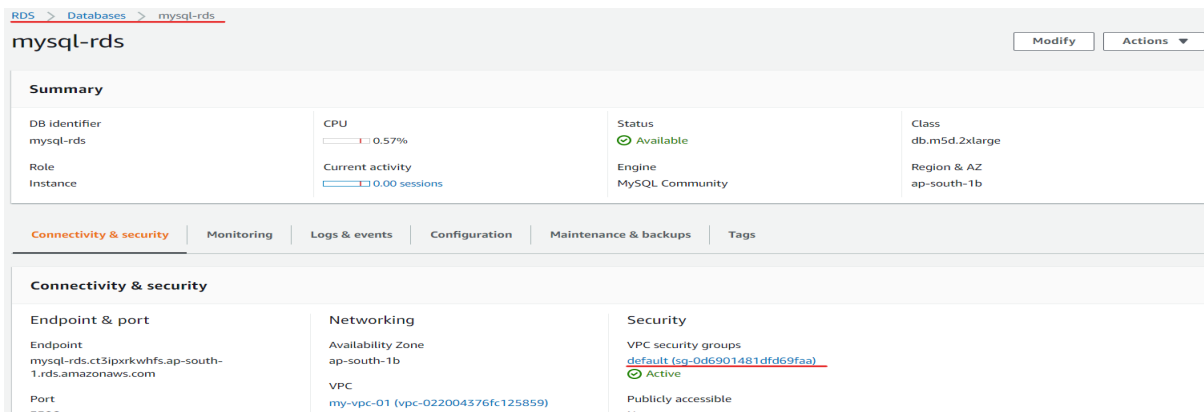 RDS > Databases > mysql-rds
mysql-rds
Modify
Actions
Summary
DB identifier
mysql-rds
CPU
0.57%
Status
Available
Class
db.m5d.2xlarge
Role
Instance
Current activity
0.00 sessions
Engine
MySQL Community
Region & AZ
ap-south-1b
Connectivity & security
Monitoring
Logs & events
Configuration
Maintenance & backups
Tags
Connectivity & security
Endpoint & port
Endpoint
mysql-rds.ct3ipxrkwhfs.ap-south-
1.rds.amazonaws.com
Port
Networking
Availability Zone
ap-south-1b
VPC
my-vpc-01 (vpc-022004376fc125859)
Security
VPC security groups
default (sg-0d6901481dfd69faa)
Active
Publicly accessible